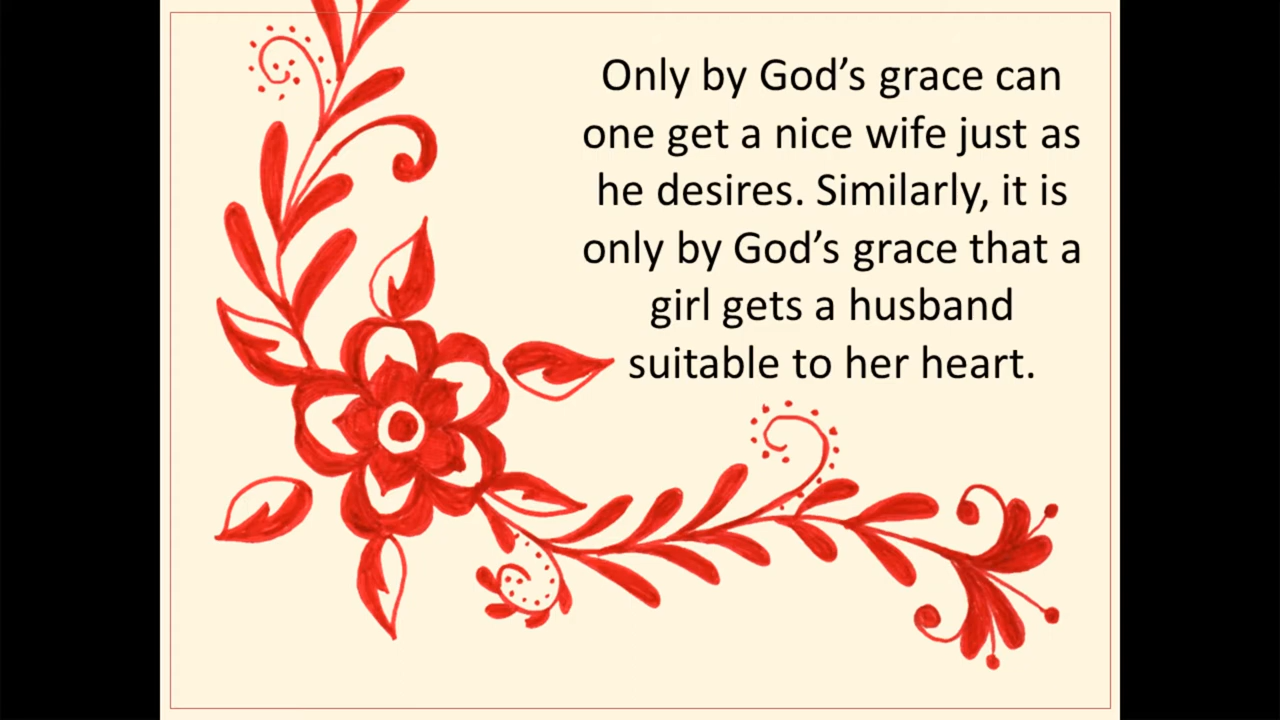 Only by God’s grace can
one get a nice wife just as
he desires. Similarly, it is
only by God’s grace that a
girl gets a husband
suitable to her heart.